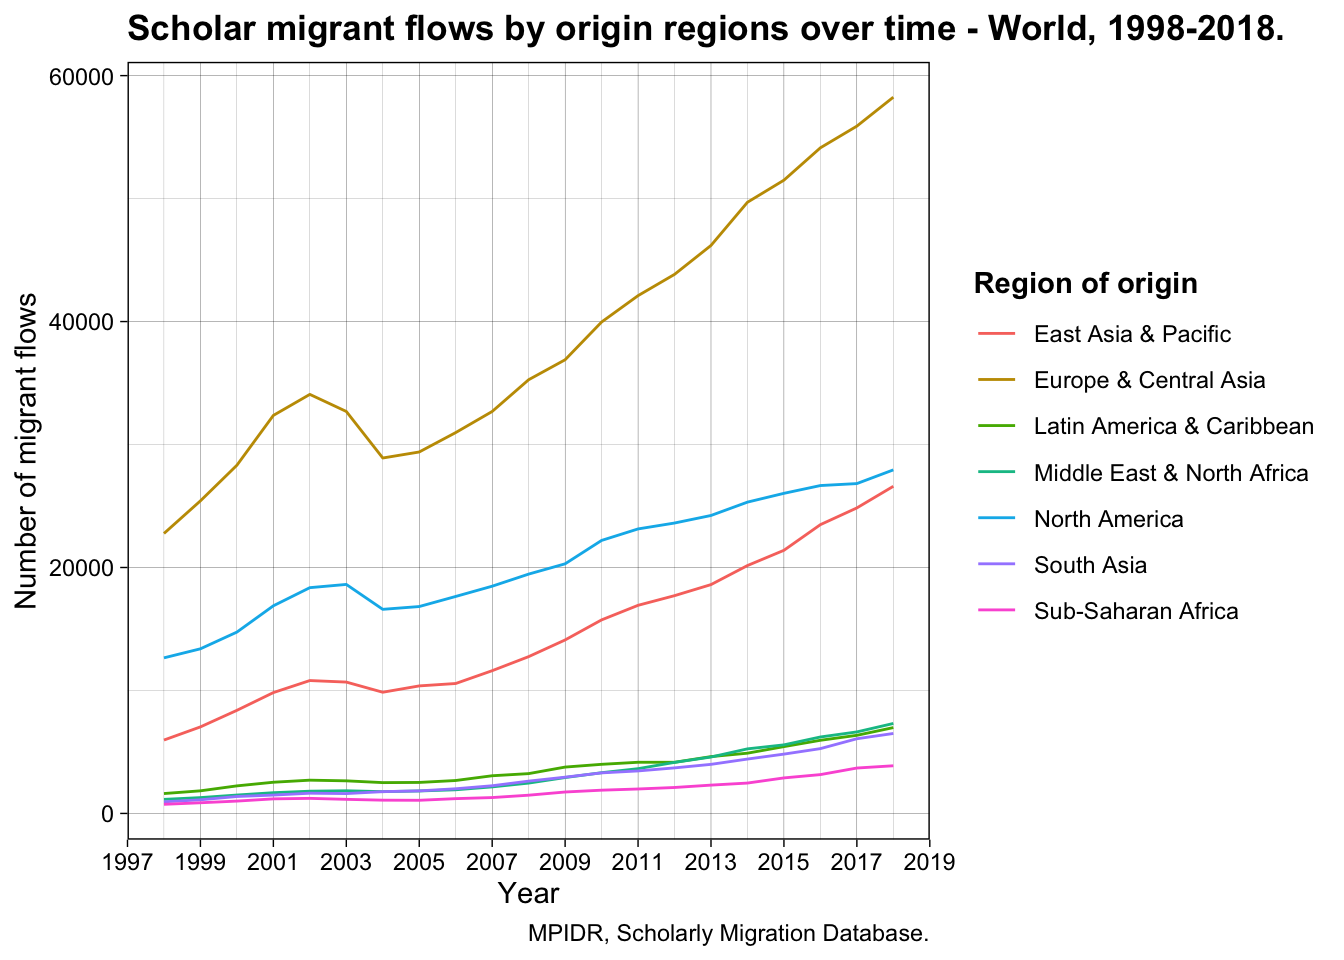 Scholar migrant flows by origin regions over time - World, 1998-2018.
60000
40000
20000
0
Number of migrant flows
1997 1999 2001 2003 2005 2007 2009 2011 2013 2015 2017 2019
Year
Region of origin
East Asia & Pacific
Europe & Central Asia
Latin America & Caribbean
Middle East & North Africa
North America
South Asia
Sub-Saharan Africa
MPIDR, Scholarly Migration Database.